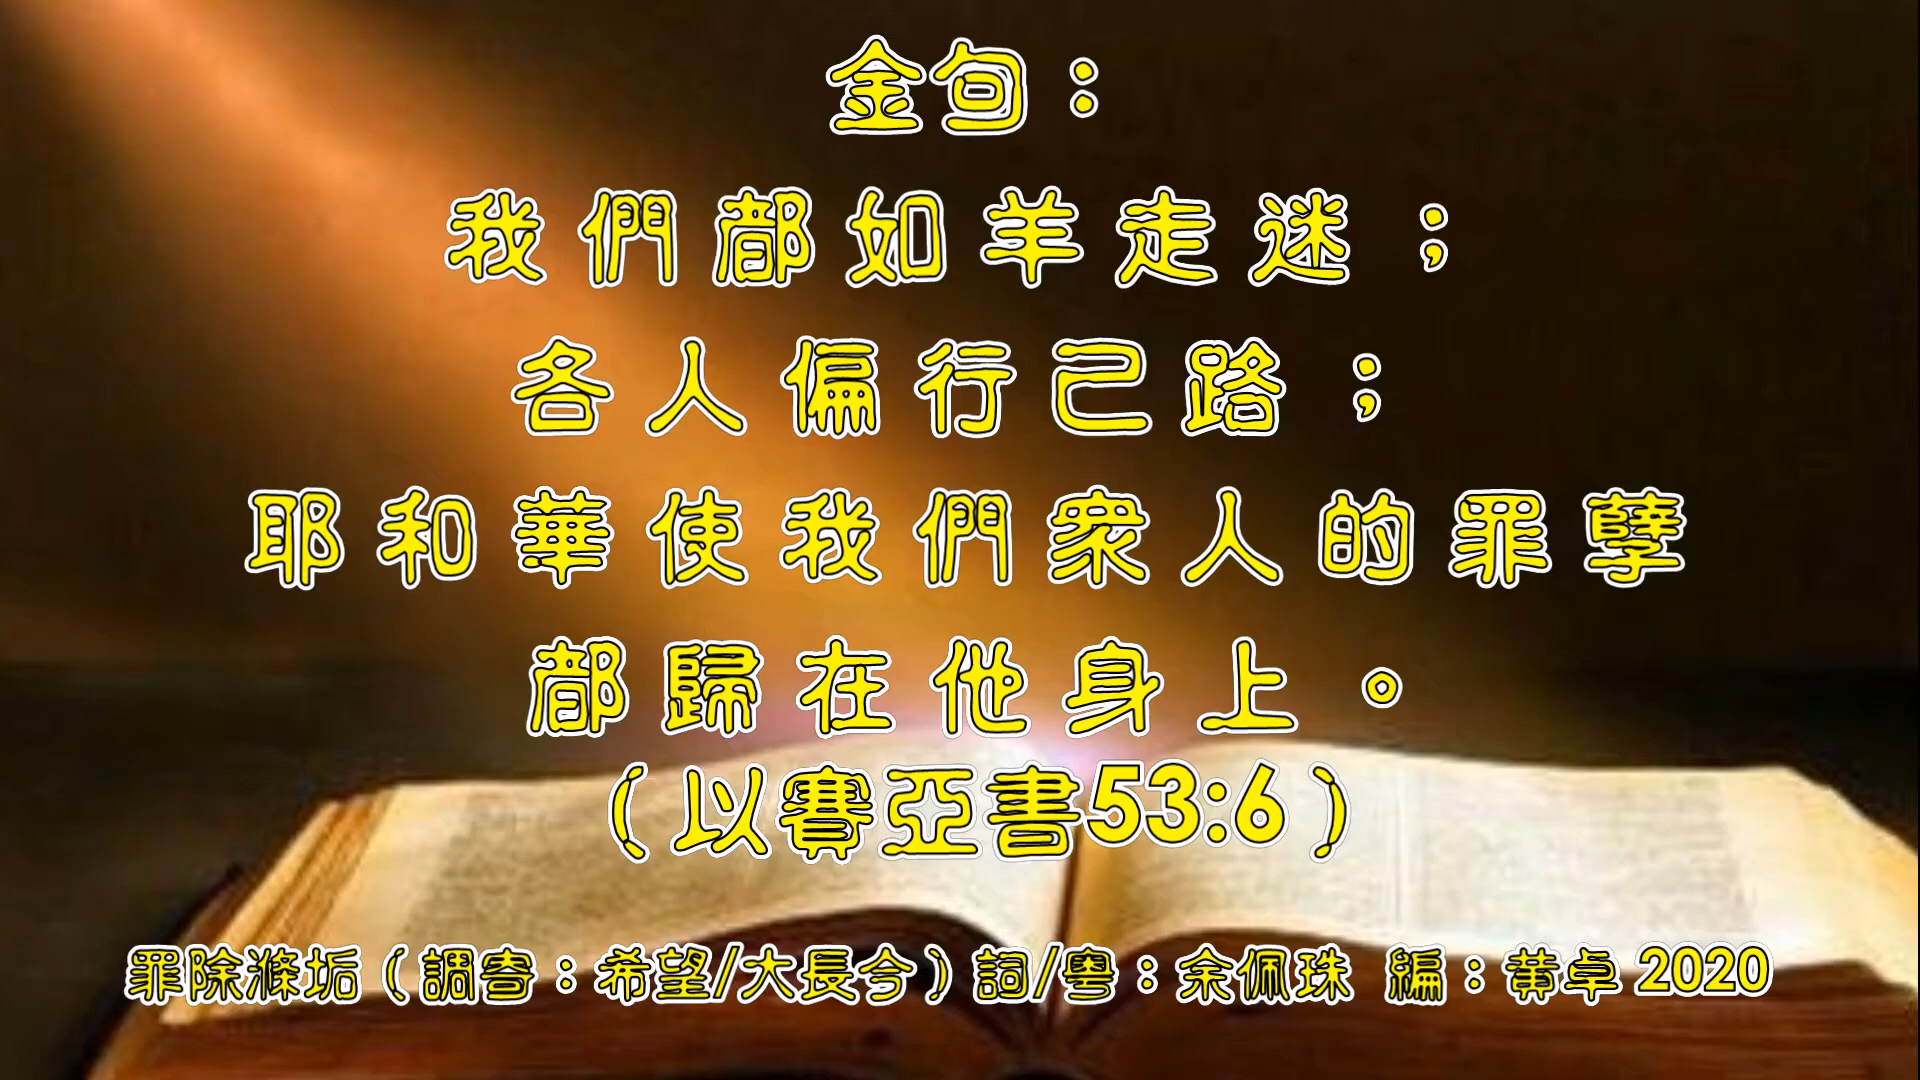 金句：
我們都如羊走迷；
各人偏行己路；
耶和華使我們眾人的罪孽
都歸在他身上。
（以賽亞書53:6）
罪除滌垢（調寄：希望/大長今）詞/粵：余佩珠 編：黃卓 2020